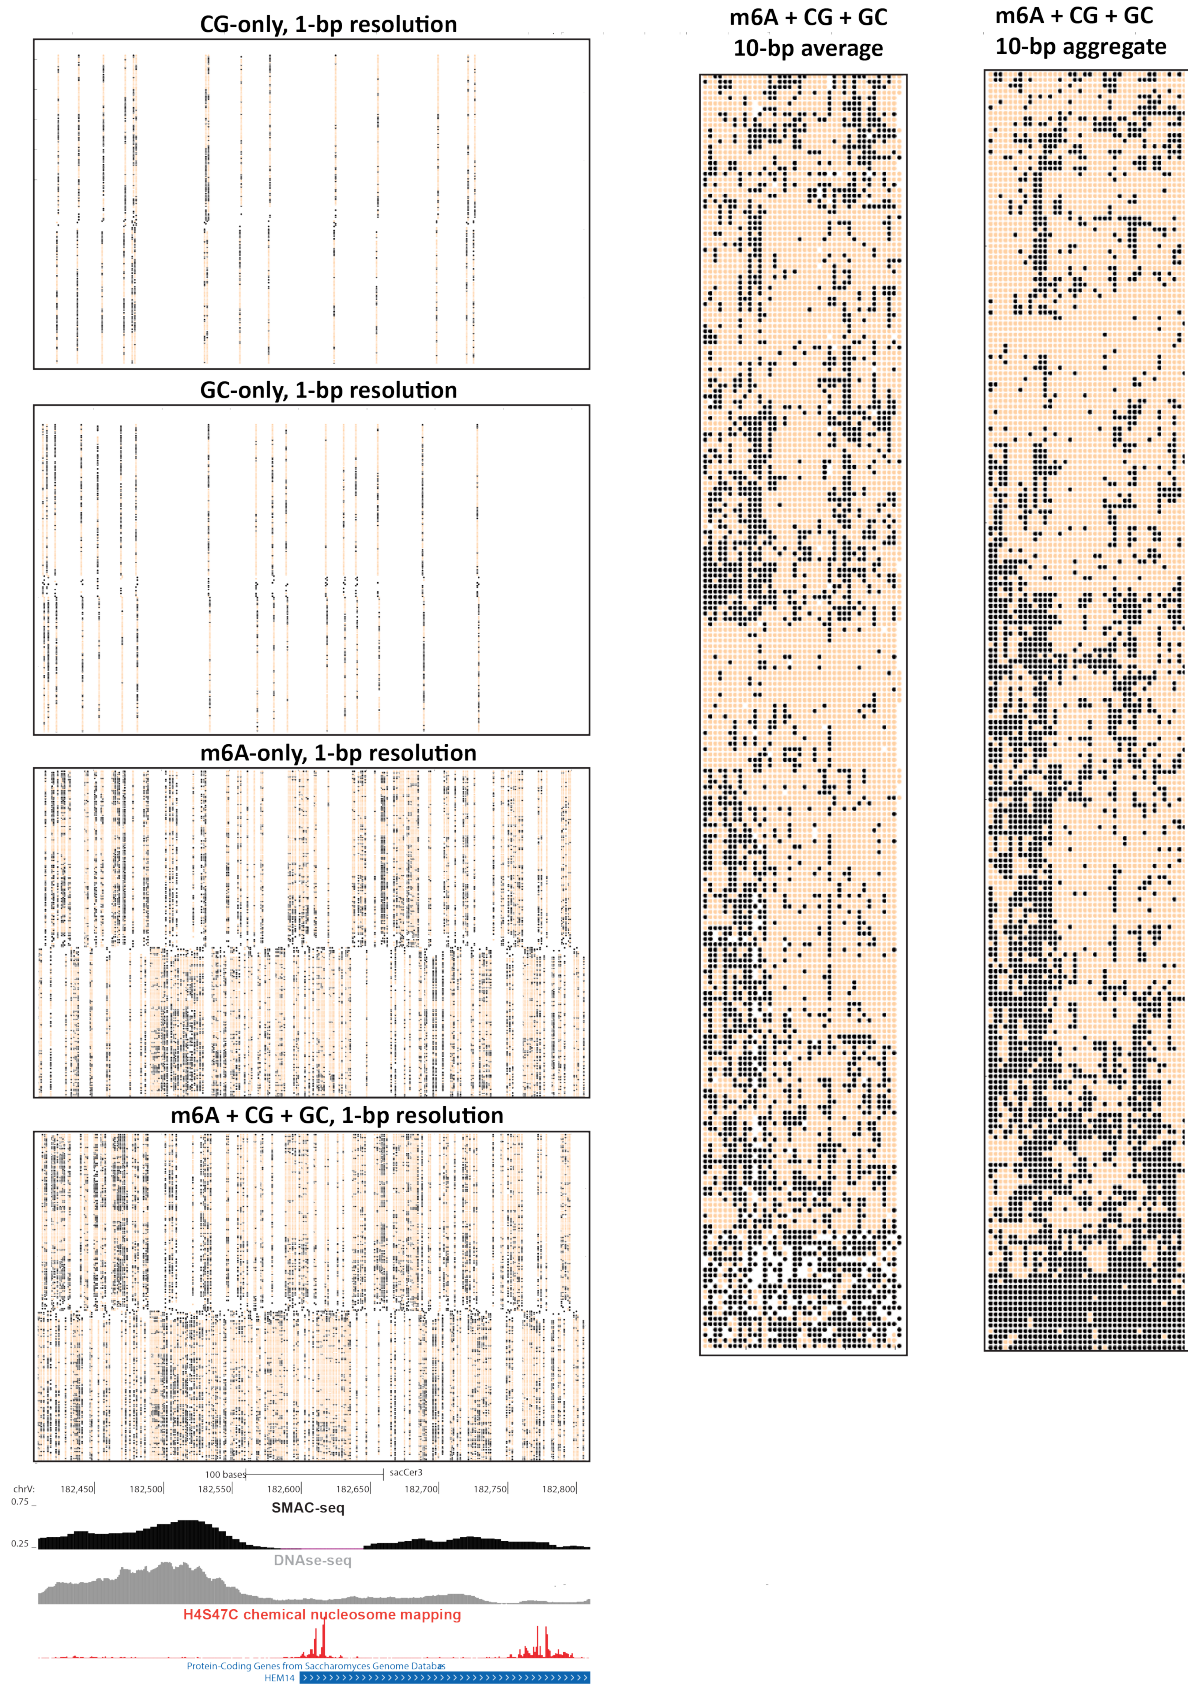 CG-only, 1-bp resolution
GC-only, 1-bp resolution
m6A-only, 1-bp resolution
m6A + CG + GC, 1-bp resolution
100 bases sacCer3
chrV: 182,450 182,500 182,550 182,600 182,650 182,700 182,750 182,800
0.75
SMAC-seq
0.25
DNAse-seq
H4S47C chemical nucleosome mapping
Protein-Coding Genes from Saccharomyces Genome Databas
HEM14
m6A + CG + GC
10-bp average
m6A + CG + GC
10-bp aggregate